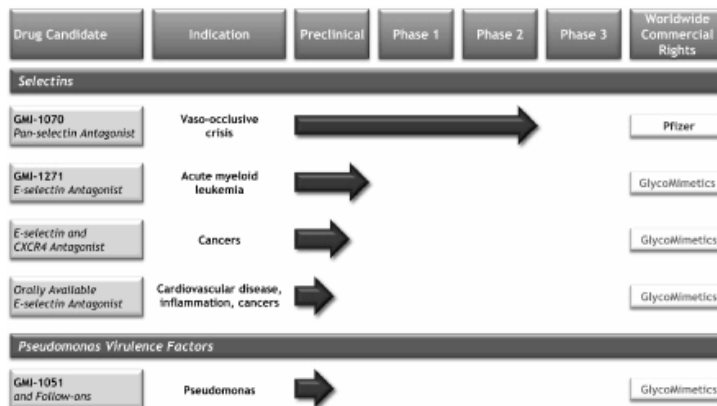 Drug Candidate
Indication
Preclinical
Phase 1
Phase 2
Phase 3
Worldwide
Commercial
Rights
Selectins
GMI-1070
Pan-selectin Antagonist
Vaso-occlusive
crisis
Pfizer
GMI-1271
E-selectin Antagonist
Acute myeloid
leukemia
GlycoMimetics
E-selectin and
CXCR4 Antagonist
Cancers
GlycoMimetics
Orally Available
E-selectin Antagonist
Cardiovascular disease,
inflammation, cancers
GlycoMimetics
Pseudomonas Virulence Factors
GMI-1051
and Follow-ons
Pseudomonas
GlycoMimetics